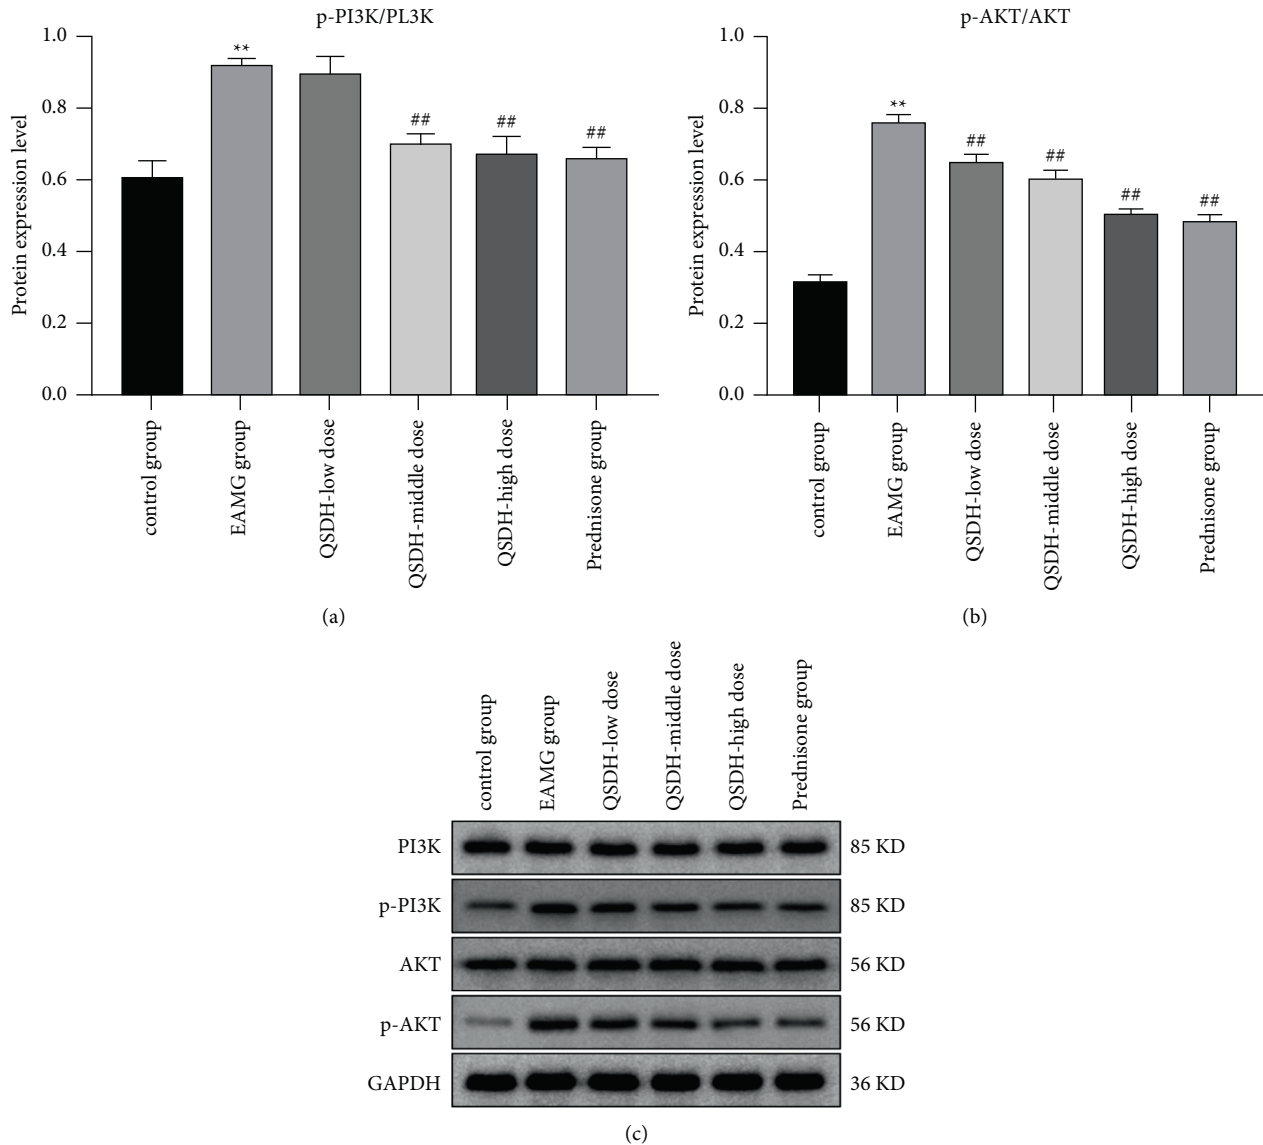 p-PI3K/PL3K
**
##
##
##
1.0
0.8
0.6
0.4
0.2
0.0
Protein expression level
control group
EAMG group
QSDH-low dose
QSDH-middle dose
QSDH-high dose
Prednisone group
(a)
p-AKT/AKT
**
##
##
##
##
1.0
0.8
0.6
0.4
0.2
0.0
Protein expression level
control group
EAMG group
QSDH-low dose
QSDH-middle dose
QSDH-high dose
Prednisone group
(b)
control group
EAMG group
QSDH-low dose
QSDH-middle dose
QSDH-high dose
Prednisone group
PI3K 85 KD
p-PI3K 85 KD
AKT 56 KD
p-AKT 56 KD
GAPDH 36 KD
(c)